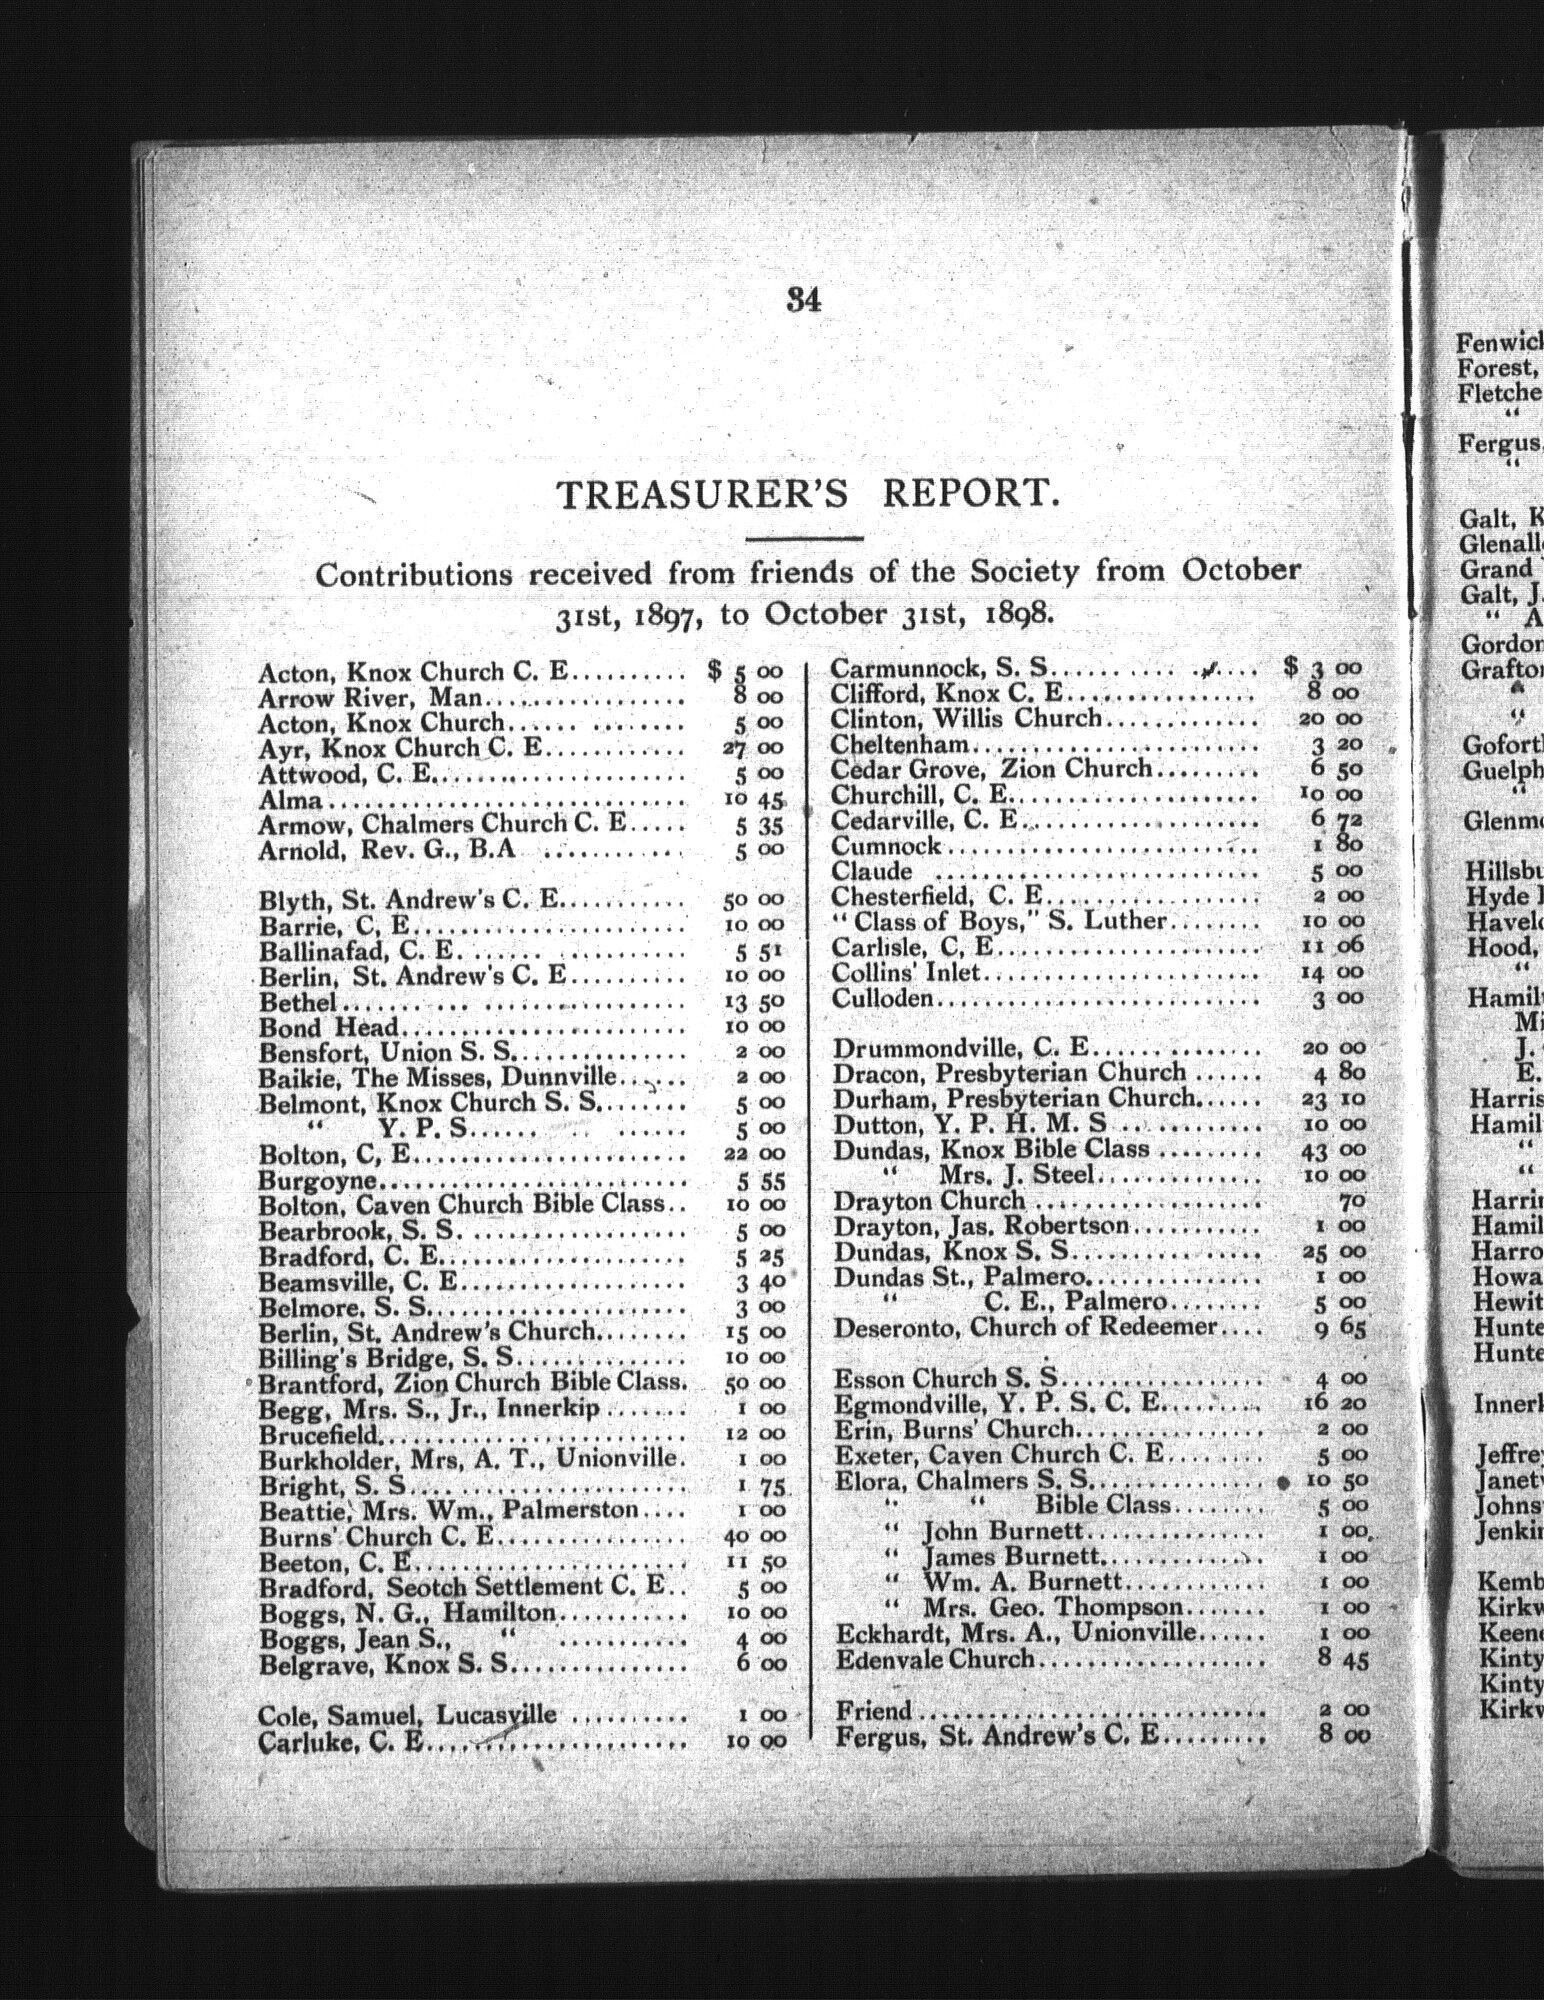 34
TREASURER'S REPORT.
Contributions received from friends of the Society from October
31st, 1897, to October 31st, 1898.
Acton, Knox Church C. E.......... $ 5 00
Arrow River, Man.................. 8 00
Acton, Knox Church...... ........ 5 00
Ayr, Knox Church C. E............ 27 00
Attwood, C. E...................... 5 00
Alma............................... 10 45
Armow, Chalmers Church C. E..... 5 35
Arnold, Rev. G., B.A ............ 5 00
Blyth, St. Andrew's C. E........... 50 00
Barrie, C, E....................... 10 00
Ballinafad, C. E....... ........... 5 51
Berlin, St. Andrew's C. E.......... 10 00
Bethel........ ... ................ 13 50
Bond Head......................... 10 00
Bensfort, Union S. S............... 2 00
Baikie, The Misses, Dunnville...... 2 00
Belmont, Knox Church S. S........ 5 00
" Y. P. S...... .. ...... 5 00
Bolton, C, E....................... 22 00
Burgoyne........................... 5 55
Bolton, Caven Church Bible Class.. 10 00
Bearbrook, S. S.................... 5 00
Bradford, C. E..................... 5 25
Beamsville, C. E................... 3 40
Belmore, S. S...................... 3 00
Berlin, St. Andrew's Church........ 15 00
Billing's Bridge, S. S.............. 10 00
Brantford, Zion Church Bible Class. 50 00
Begg, Mrs. S., Jr., Innerkip....... 1 00
Brucefield.......................... 12 00
Burkholder, Mrs, A. T., Unionville. 1 00
Bright, S. S........................ 1 75
Beattie, Mrs. Wm., Palmerston.... 1 00
Burns' Church C. E................ 40 00
Beeton, C. E....................... 11 50
Bradford, Seotch Settlement C. E.. 5 00
Boggs, N. G., Hamilton........... 10 00
Boggs, Jean S., " ........... 4 00
Belgrave, Knox S. S............... 6 00
Cole, Samuel, Lucasville .......... 1 00
Carluke, C. E...................... 10 00
Carmunnock, S. S.................. $ 3 00
Clifford, Knox C. E................ 8 00
Clinton, Willis Church............. 20 00
Cheltenham........................ 3 20
Cedar Grove, Zion Church......... 6 50
Churchill, C. E..................... 10 00
Cedarville, C. E.................... 6 72
Cumnock........................... 1 80
Claude ............................ 5 00
Chesterfield, C. E.................. 2 00
"Class of Boys," S. Luther........ 10 00
Carlisle, C, E...................... 11 06
Collins' Inlet....................... 14 00
Culloden........................... 3 00
Drummondville, C. E.............. 20 00
Dracon, Presbyterian Church ...... 4 80
Durham, Presbyterian Church...... 23 10
Dutton, Y. P. H. M. S ............ 10 00
Dundas, Knox Bible Class ......... 43 00
" Mrs. J. Steel.............. 10 00
Drayton Church ................... 70
Drayton, Jas. Robertson........... 1 00
Dundas, Knox S. S................ 25 00
Dundas St., Palmero............... 1 00
" C. E., Palmero........ 5 00
Deseronto, Church of Redeemer.... 9 65
Esson Church S. S................. 4 00
Egmondville, Y. P. S. C. E......... 16 20
Erin, Burns' Church................ 2 00
Exeter, Caven Church C. E........ 5 00
Elora, Chalmers S. S............... 10 50
" " Bible Class........ 5 00
" John Burnett............... 1 00
" James Burnett.............. 1 00
" Wm. A. Burnett............ 1 00
" Mrs. Geo. Thompson....... 1 00
Eckhardt, Mrs. A., Unionville...... 1 00
Edenvale Church................... 8 45
Friend............................. 2 00
Fergus, St. Andrew's C. E......... 8 00
Forest,
Fergus,
"
Galt, K
Grand
Galt, J.
" A
"
"
Hood,
"
J.
E.
"
"